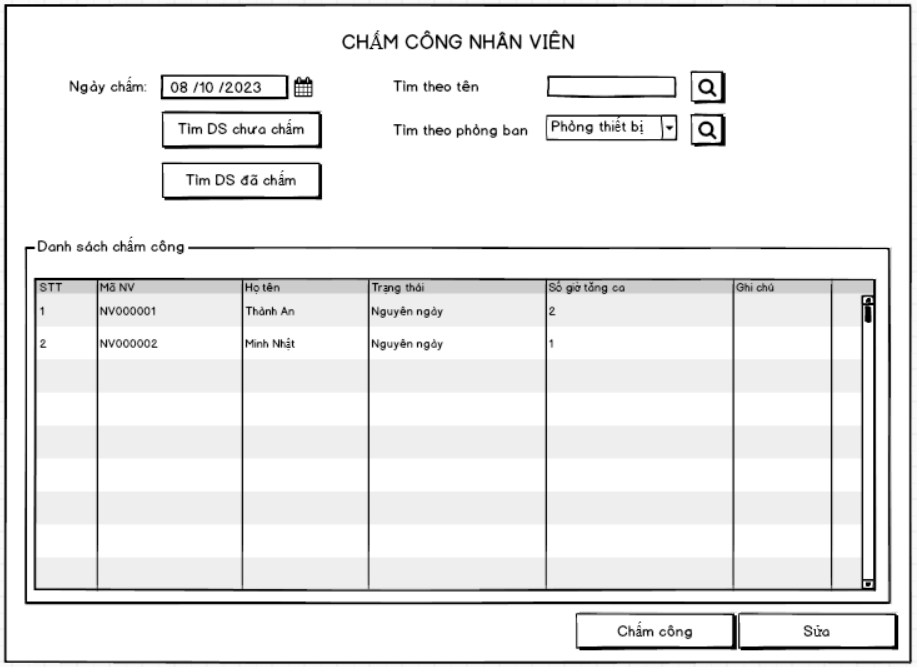 CHẤM CÔNG NHÂN VIÊN
Ngày chấm: 08 /10 /2023
Tìm theo tên
Tìm DS chưa chấm
Tìm theo phòng ban Phòng thiết bị
Tìm DS đã chấm
Danh sách chấm công
STT Mã NV Họ tên Trạng thái Số giờ tăng ca Ghi chú
1 NV000001 Thành An Nguyên ngày 2
2 NV000002 Minh Nhật Nguyên ngày 1
Chấm công Sửa